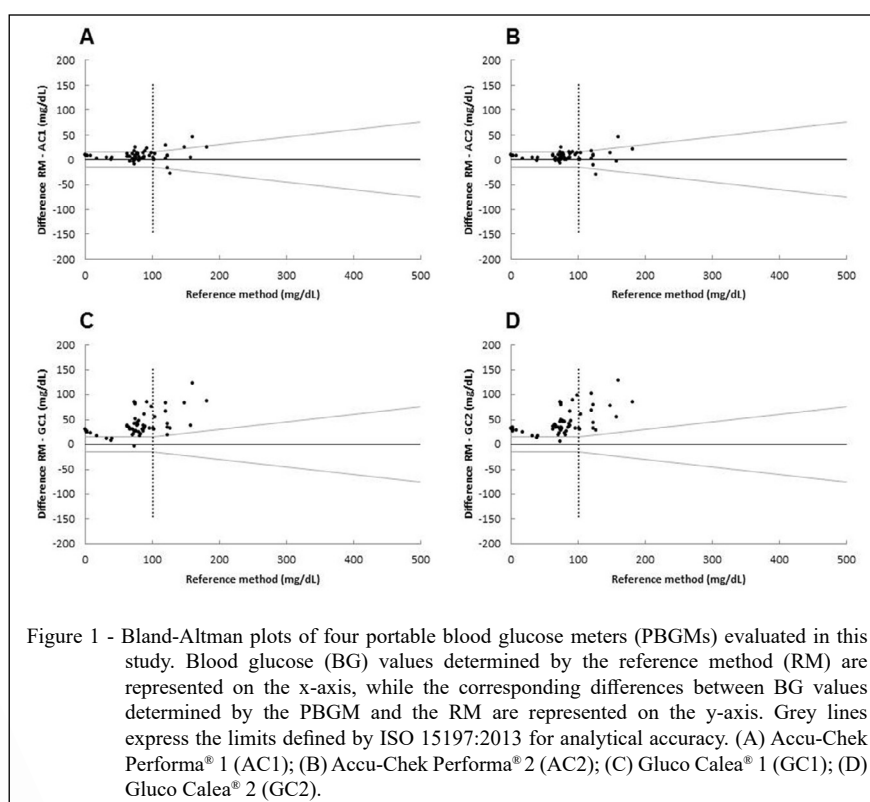 A
200
150
100
50
0
-50
-100
-150
-200
0 100 200 300 400 500
Difference RM - AC1 (mg/dL)
Reference method (mg/dL)
B
200
150
100
50
0
-50
-100
-150
-200
0 100 200 300 400 500
Difference RM - AC2 (mg/dL)
Reference method (mg/dL)
C
200
150
100
50
0
-50
-100
-150
-200
0 100 200 300 400 500
Difference RM - GC1 (mg/dL)
Reference method (mg/dL)
D
200
150
100
50
0
-50
-100
-150
-200
0 100 200 300 400 500
Difference RM - GC2 (mg/dL)
Reference method (mg/dL)
Figure 1 - Bland-Altman plots of four portable blood glucose meters (PBGMs) evaluated in this
study. Blood glucose (BG) values determined by the reference method (RM) are
represented on the x-axis, while the corresponding differences between BG values
determined by the PBGM and the RM are represented on the y-axis. Grey lines
express the limits defined by ISO 15197:2013 for analytical accuracy. (A) Accu-Chek
Performa® 1 (AC1); (B) Accu-Chek Performa® 2 (AC2); (C) Gluco Calea® 1 (GC1); (D)
Gluco Calea® 2 (GC2).